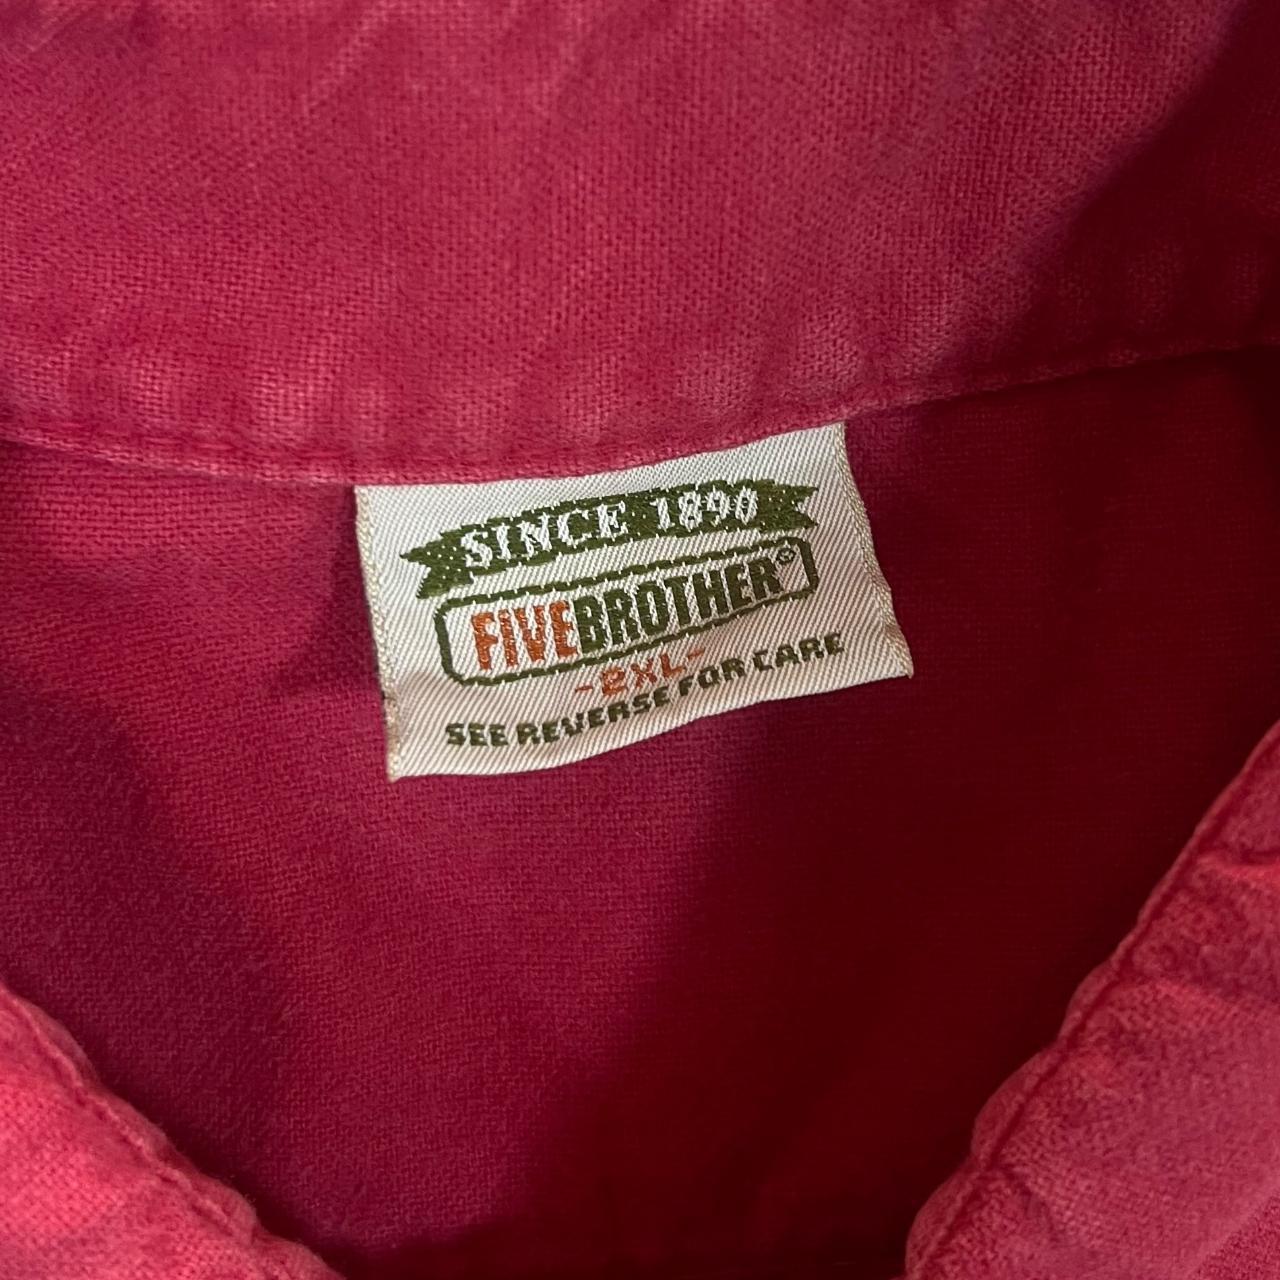 SINCE 1890
FIVEBROTHER®
-2XL-
SEE REVERSE FOR CARE